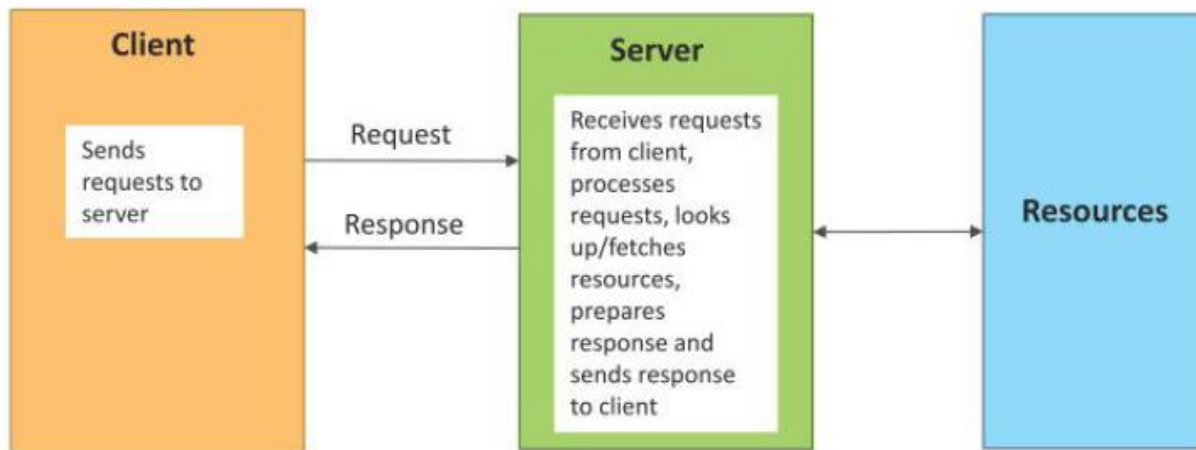 Client
Sends
requests to
server
Request
Response
Server
Receives requests
from client,
processes
requests, looks
up/fetches
resources,
prepares
response and
sends response
to client
Resources